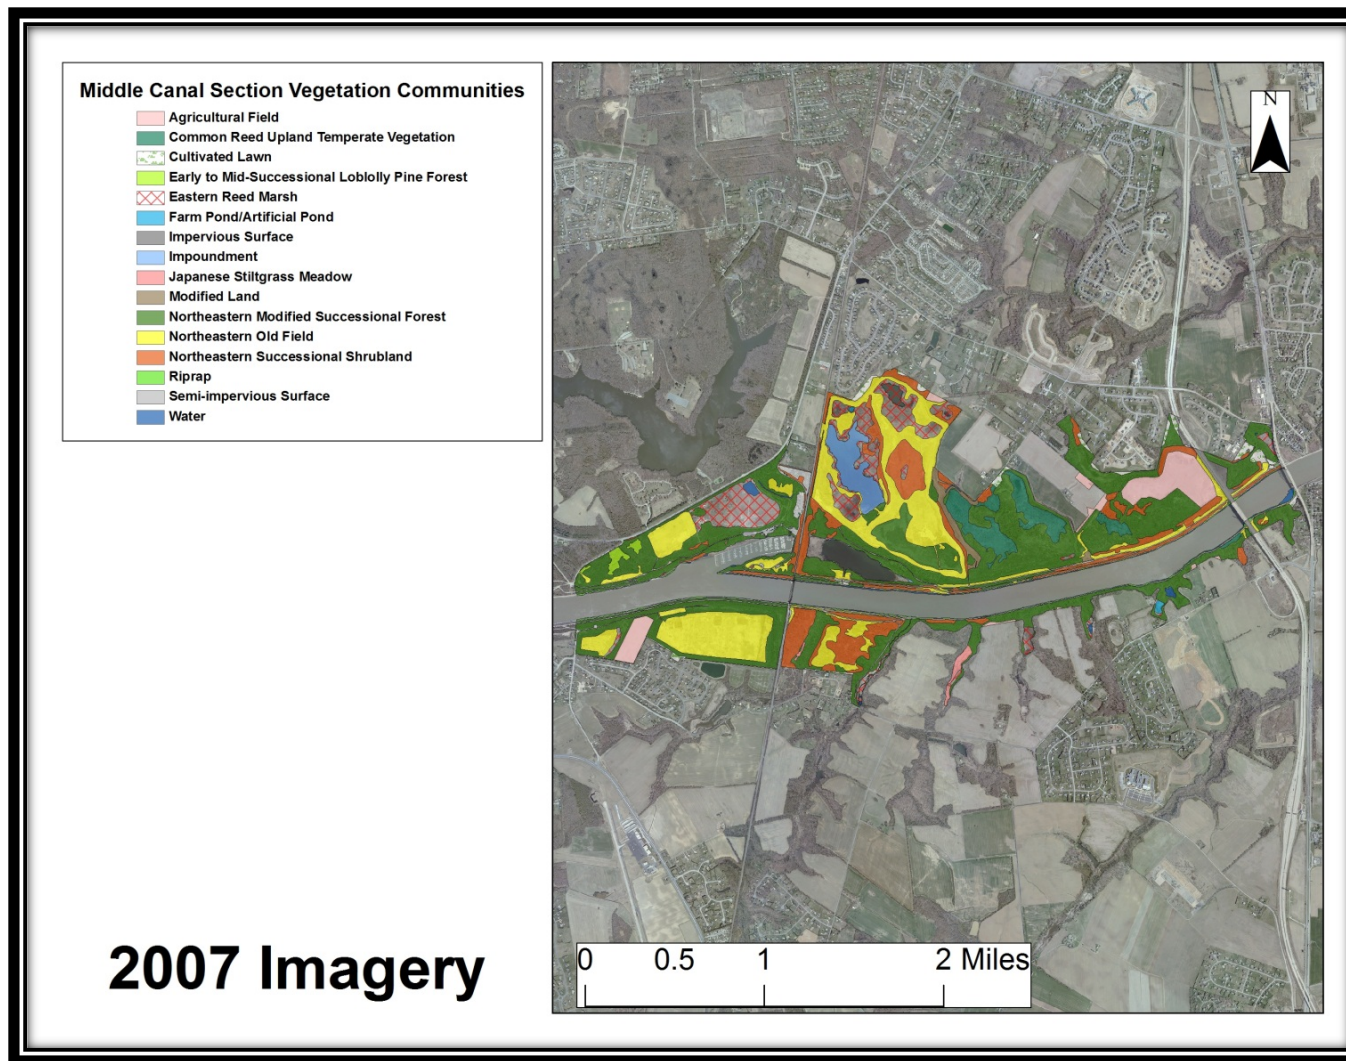 Middle Canal Section Vegetation Communities
Agricultural Field
Common Reed Upland Temperate Vegetation
Cultivated Lawn
Early to Mid-Successional Loblolly Pine Forest
Eastern Reed Marsh
Farm Pond/Artificial Pond
Impervious Surface
Impoundment
Japanese Stiltgrass Meadow
Modified Land
Northeastern Modified Successional Forest
Northeastern Old Field
Northeastern Successional Shrubland
Riprap
Semi-impervious Surface
Water
N
2007 Imagery
0 0.5 1 2 Miles